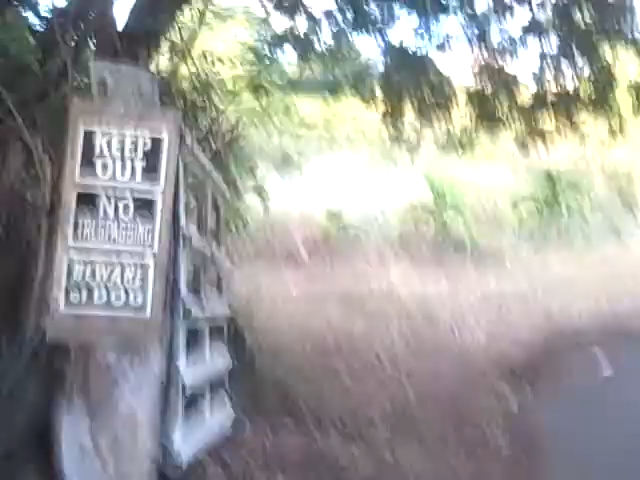 KEEP
OUT
NO
TRESPASSING
BEWARE
OF DOG